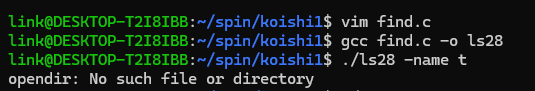 link@DESKTOP-T2I8IBB:~/spin/koishi1$ vim find.c
link@DESKTOP-T2I8IBB:~/spin/koishi1$ gcc find.c -o ls28
link@DESKTOP-T2I8IBB:~/spin/koishi1$ ./ls28 -name t
opendir: No such file or directory